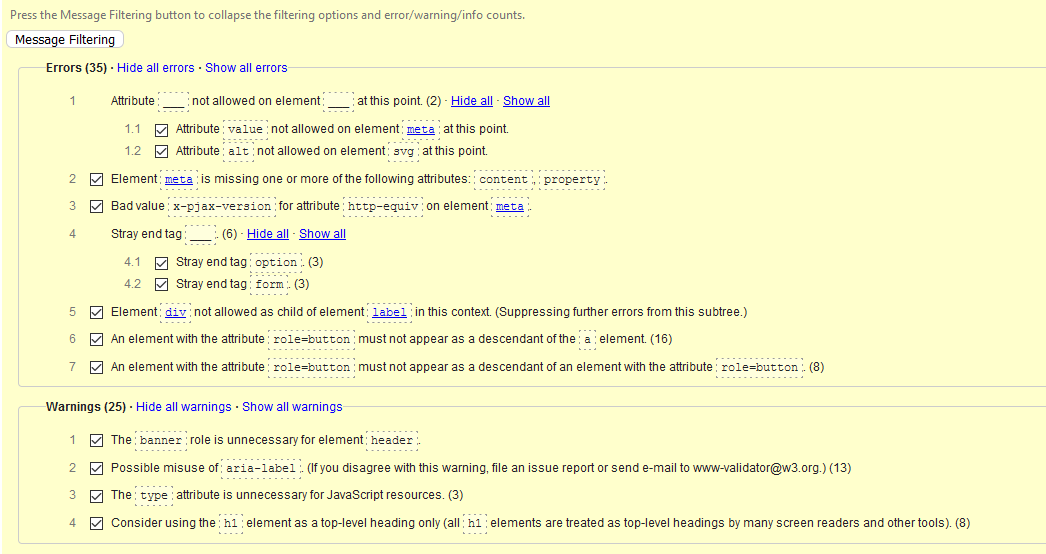 Press the Message Filtering button to collapse the filtering options and error/warning/info counts.
Message Filtering
Errors (35) · Hide all errors · Show all errors
1 Attribute ___ not allowed on element ___ at this point. (2) · Hide all · Show all
1.1 Attribute value not allowed on element meta at this point.
1.2 Attribute alt not allowed on element svg at this point.
2 Element meta is missing one or more of the following attributes: content, property.
3 Bad value x-pjax-version for attribute http-equiv on element meta.
4 Stray end tag ___. (6) · Hide all · Show all
4.1 Stray end tag option. (3)
4.2 Stray end tag form. (3)
5 Element div not allowed as child of element label in this context. (Suppressing further errors from this subtree.)
6 An element with the attribute role=button must not appear as a descendant of the a element. (16)
7 An element with the attribute role=button must not appear as a descendant of an element with the attribute role=button. (8)
Warnings (25) · Hide all warnings · Show all warnings
1 The banner role is unnecessary for element header.
2 Possible misuse of aria-label. (If you disagree with this warning, file an issue report or send e-mail to www-validator@w3.org.) (13)
3 The type attribute is unnecessary for JavaScript resources. (3)
4 Consider using the h1 element as a top-level heading only (all h1 elements are treated as top-level headings by many screen readers and other tools). (8)